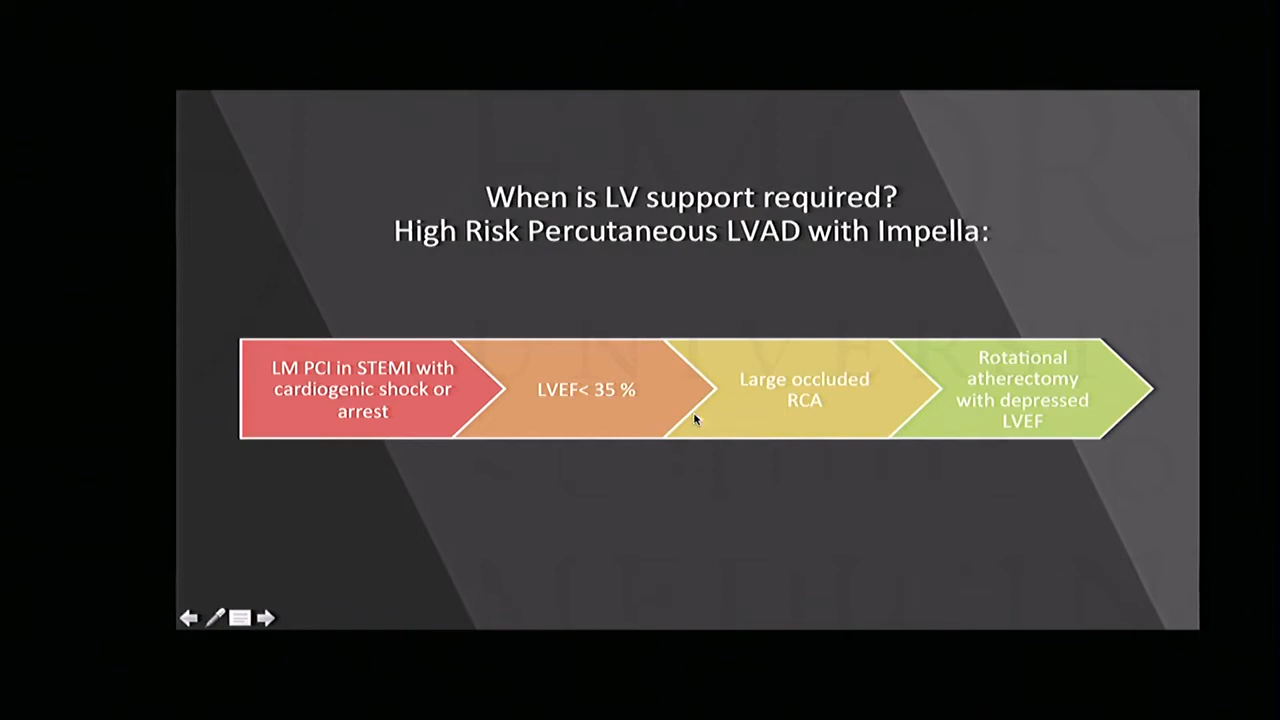 When is LV support required?
High Risk Percutaneous LVAD with Impella:
LM PCI in STEMI with
cardiogenic shock or
arrest
LVEF< 35 %
Large occluded
RCA
Rotational
atherectomy
with depressed
LVEF